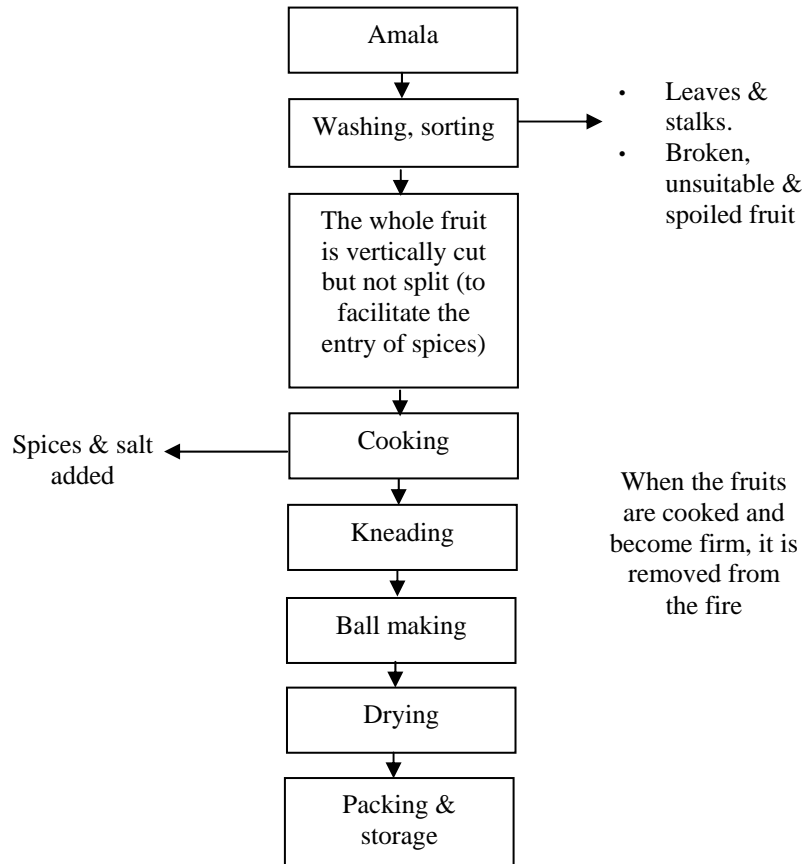 Amala
Washing, sorting
• Leaves &
stalks.
• Broken,
unsuitable &
spoiled fruit
The whole fruit
is vertically cut
but not split (to
facilitate the
entry of spices)
Cooking
Spices & salt
added
When the fruits
are cooked and
become firm, it is
removed from
the fire
Kneading
Ball making
Drying
Packing &
storage